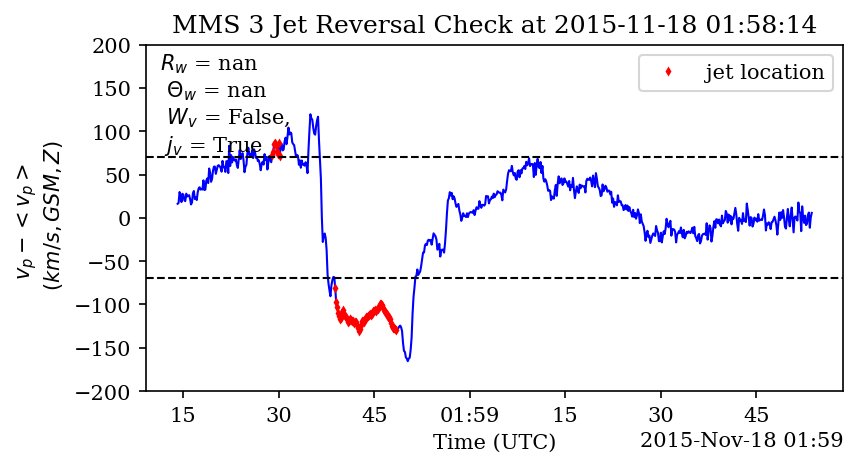 MMS 3 Jet Reversal Check at 2015-11-18 01:58:14
R_w = nan
Θ_w = nan
W_v = False,
j_v = True
jet location
v_p − < v_p >
(km/s, GSM, Z)
200
150
100
50
0
−50
−100
−150
−200
15 30 45 01:59 15 30 45
Time (UTC)
2015-Nov-18 01:59